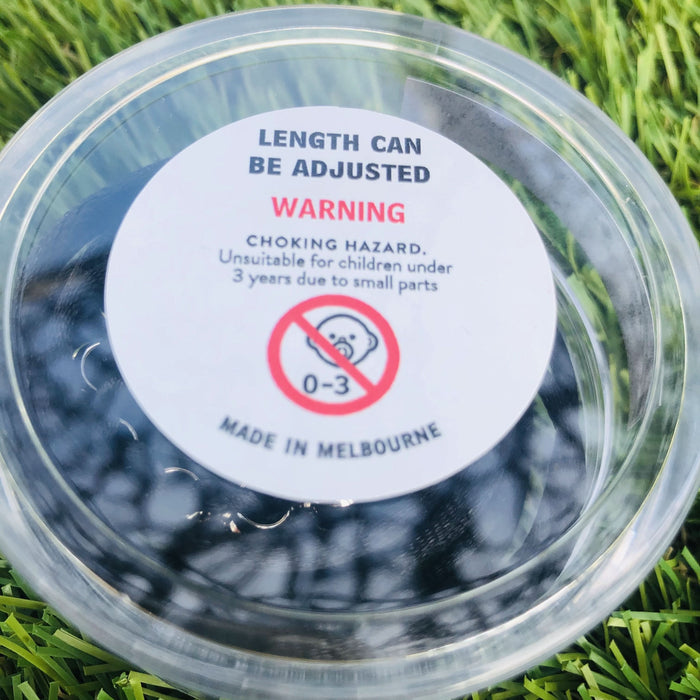 LENGTH CAN
BE ADJUSTED
WARNING
CHOKING HAZARD.
Unsuitable for children under
3 years due to small parts
0-3
MADE IN MELBOURNE